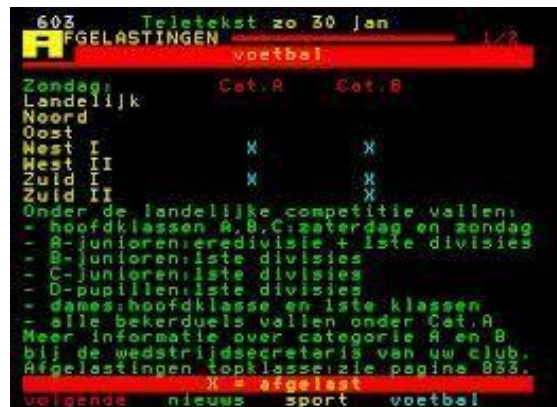 603 Teletekst zo 30 jan
AFGELASTINGEN 1/2
voetbal
Zondag: Cat.A Cat.B
Landelijk
Noord
Oost
West I X X
West II
Zuid I X X
Zuid II X
Onder de landelijke competitie vallen:
- hoofdklassen A,B,C:zaterdag en zondag
- A-junioren:eredivisie + 1ste divisies
- B-junioren:1ste divisies
- C-junioren:1ste divisies
- D-pupillen:1ste divisies
- dames:hoofdklasse en 1ste klassen
- alle bekerduels vallen onder Cat.A
Meer informatie over categorie A en B
bij de wedstrijdsecretaris van uw club.
Afgelastingen topklasse:zie pagina 833.
X = afgelast
volgende nieuws sport voetbal